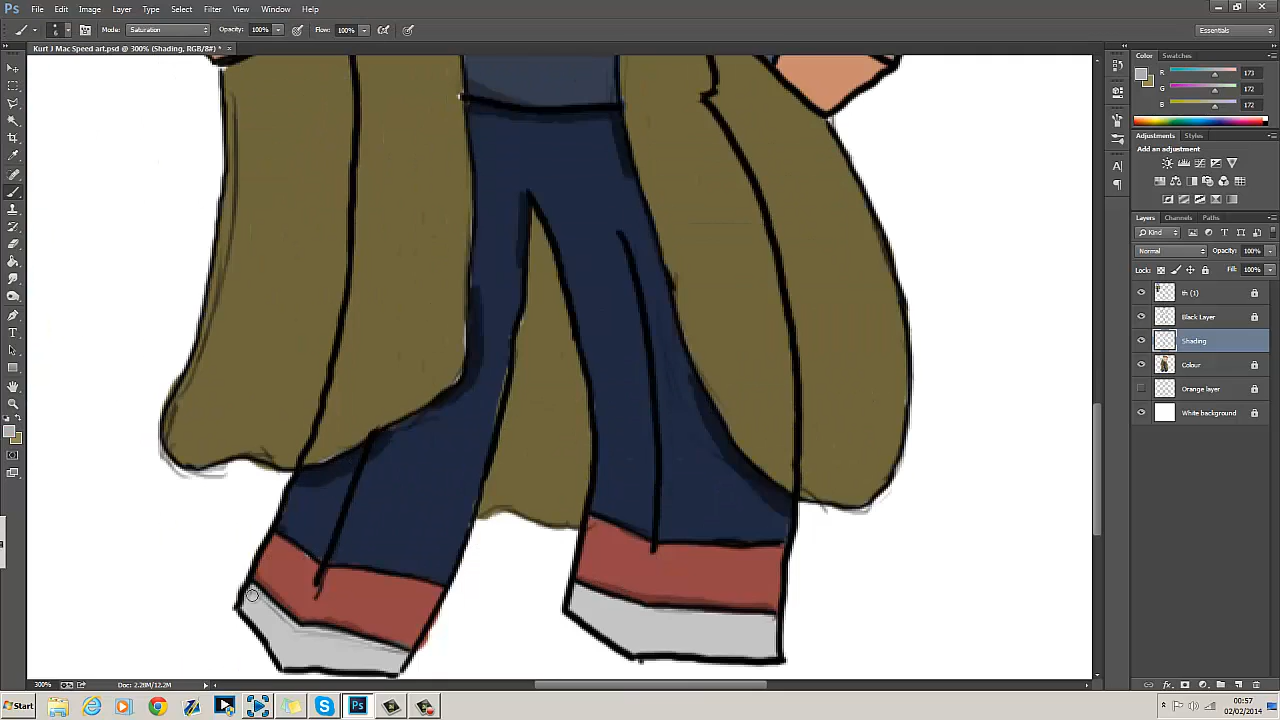 Ps File Edit Image Layer Type Select Filter View Window Help
Mode: Saturation Opacity: 100% Flow: 100% Essentials
Kurt J Mac Speed art.psd @ 300% (Shading, RGB/8#) * ×
Color Swatches
R 173
G 172
B 172
Adjustments Styles
Add an adjustment
Layers Channels Paths
Kind
Normal Opacity: 100%
Lock: Fill: 100%
th (1)
Black Layer
Shading
Colour
Orange layer
White background
300% Doc: 2.28M/12.2M
Start
00:57
02/02/2014